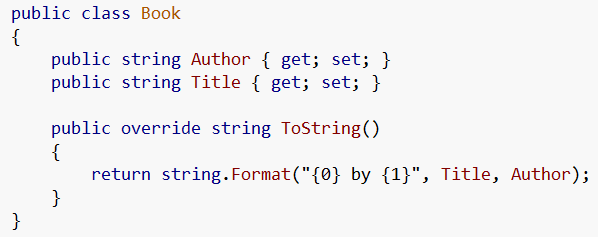 public class Book
{
    public string Author { get; set; }
    public string Title { get; set; }

    public override string ToString()
    {
        return string.Format("{0} by {1}", Title, Author);
    }
}